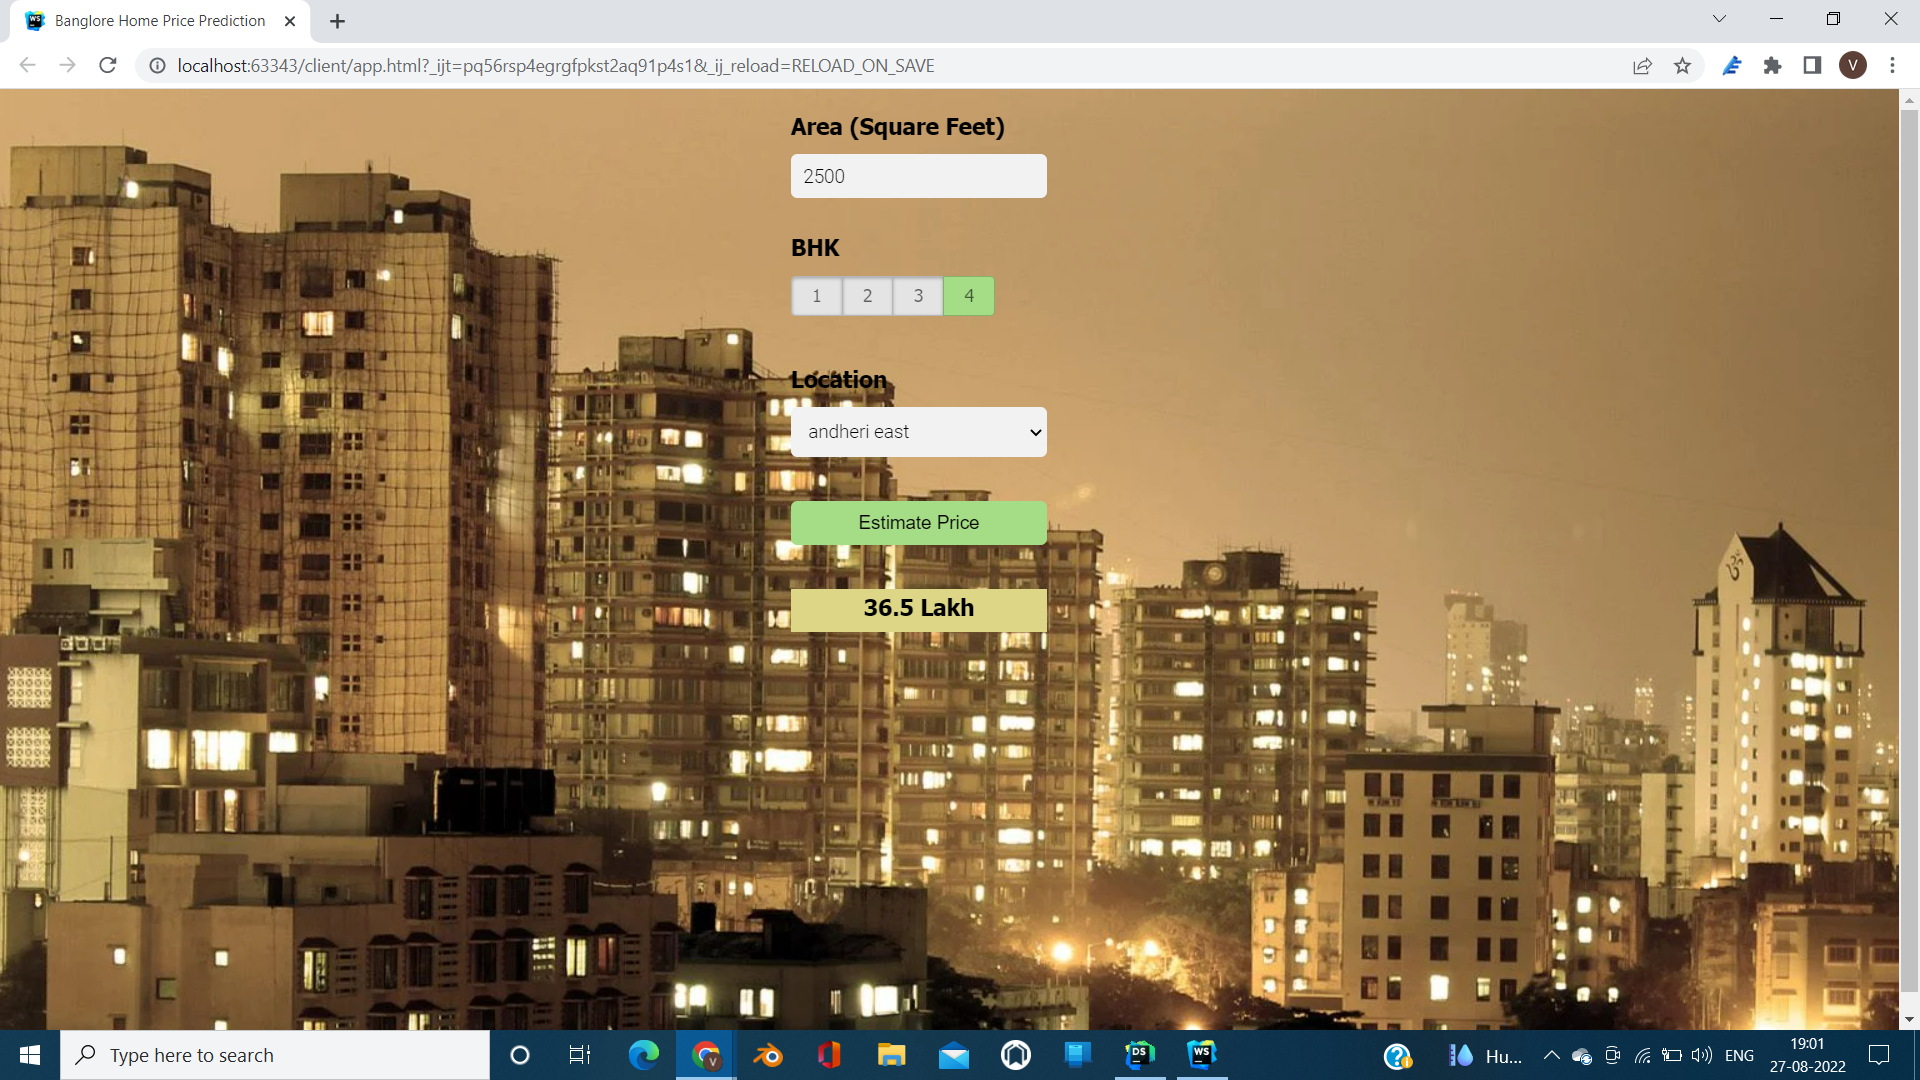 Banglore Home Price Prediction
localhost:63343/client/app.html?_ijt=pq56rsp4egrgfpkst2aq91p4s1&_ij_reload=RELOAD_ON_SAVE
V
Area (Square Feet)
2500
BHK
1 2 3 4
Location
andheri east
Estimate Price
36.5 Lakh
Type here to search
V
DS
WS
Hu...
ENG
19:01
27-08-2022